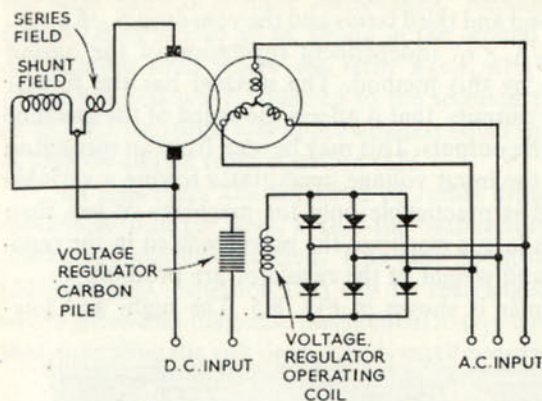 SERIES
FIELD
SHUNT
FIELD
VOLTAGE
REGULATOR
CARBON
PILE
D.C. INPUT
VOLTAGE.
REGULATOR
OPERATING
COIL
A.C. INPUT